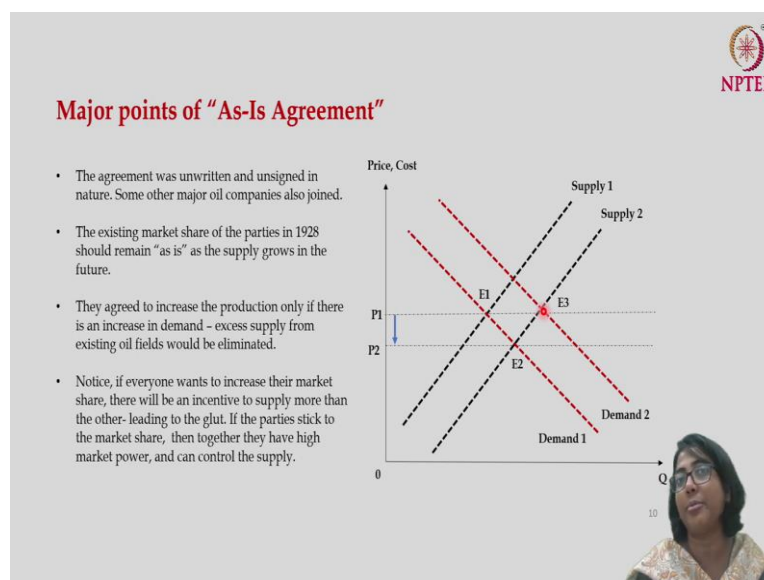 NPTE
Major points of “As-Is Agreement”
• The agreement was unwritten and unsigned in
nature. Some other major oil companies also joined.
• The existing market share of the parties in 1928
should remain “as is” as the supply grows in the
future.
• They agreed to increase the production only if there
is an increase in demand – excess supply from
existing oil fields would be eliminated.
• Notice, if everyone wants to increase their market
share, there will be an incentive to supply more than
the other- leading to the glut. If the parties stick to
the market share, then together they have high
market power, and can control the supply.
Price, Cost
Supply 1
Supply 2
E1
E3
P1
P2
E2
Demand 2
Demand 1
0
Q
10